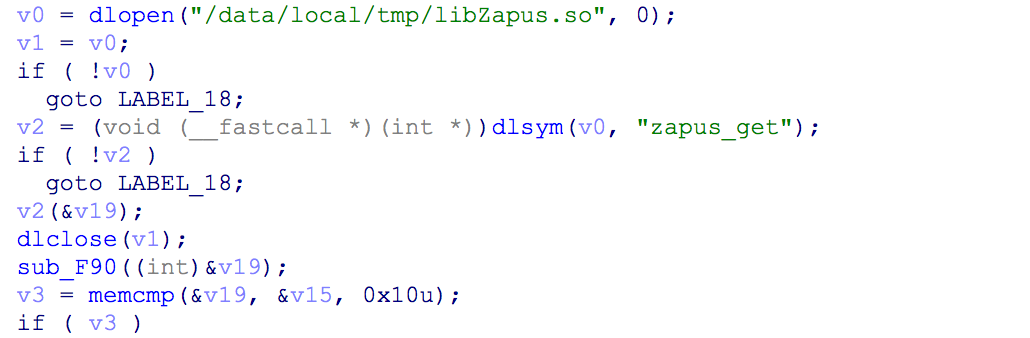 v0 = dlopen("/data/local/tmp/libZapus.so", 0);
v1 = v0;
if ( !v0 )
goto LABEL_18;
v2 = (void (__fastcall *)(int *))dlsym(v0, "zapus_get");
if ( !v2 )
goto LABEL_18;
v2(&v19);
dlclose(v1);
sub_F90((int)&v19);
v3 = memcmp(&v19, &v15, 0x10u);
if ( v3 )